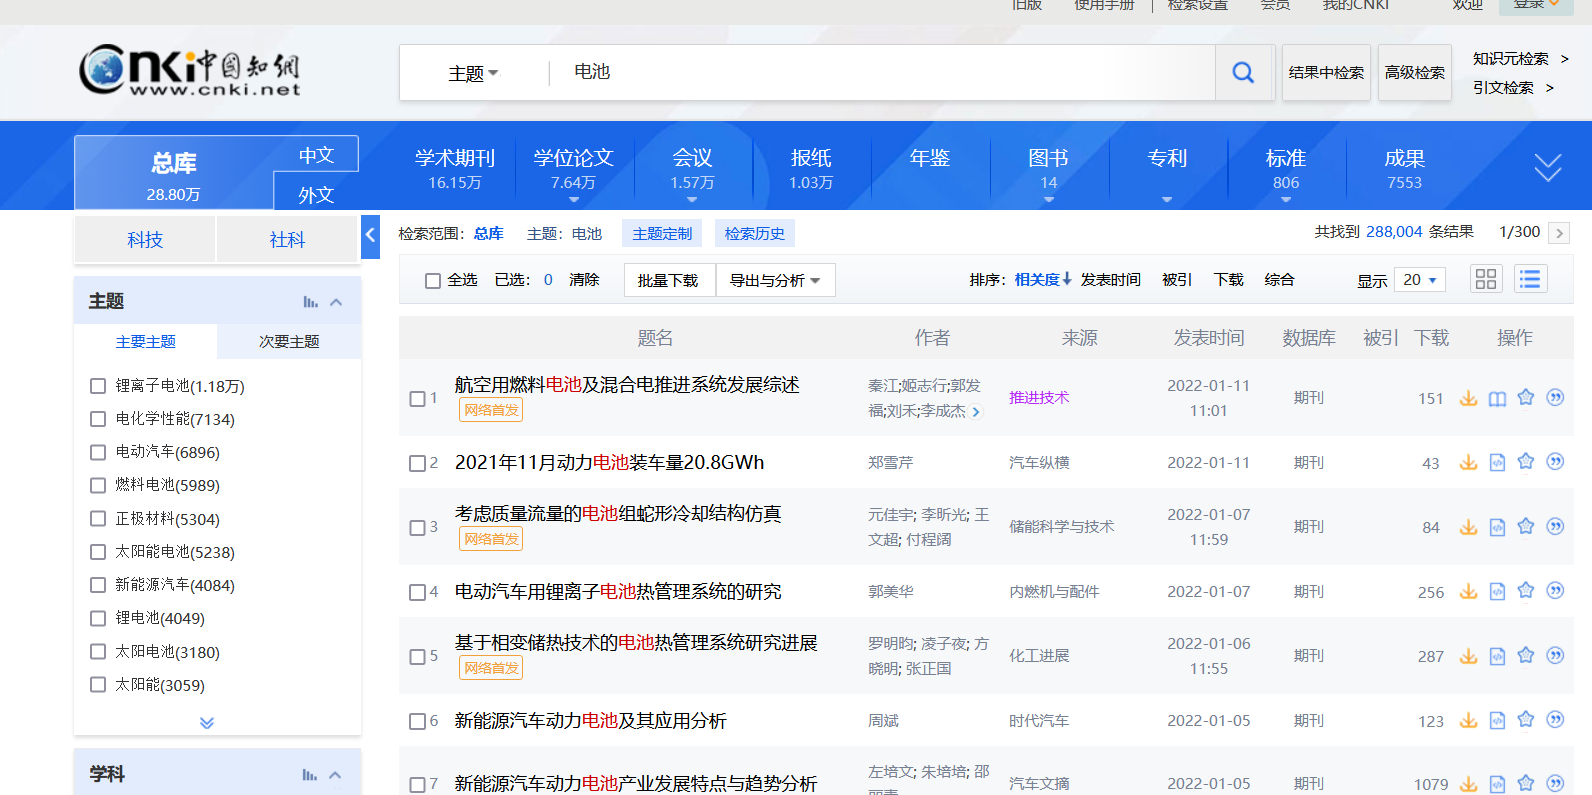 旧版 使用手册 检索设置 会员 我的CNKI 欢迎 登录
cnki中国知网
www.cnki.net
主题 电池 结果中检索 高级检索
知识元检索 >
引文检索 >
总库
28.80万
中文
外文
学术期刊
16.15万
学位论文
7.64万
会议
1.57万
报纸
1.03万
年鉴
图书
14
专利
标准
806
成果
7553
科技 社科
检索范围：总库 主题：电池 主题定制 检索历史 共找到 288,004 条结果 1/300 >
全选 已选：0 清除 批量下载 导出与分析 排序：相关度↓ 发表时间 被引 下载 综合 显示 20
主题
主要主题 次要主题
锂离子电池(1.18万)
电化学性能(7134)
电动汽车(6896)
燃料电池(5989)
正极材料(5304)
太阳能电池(5238)
新能源汽车(4084)
锂电池(4049)
太阳电池(3180)
太阳能(3059)
学科
题名 作者 来源 发表时间 数据库 被引 下载 操作
1 航空用燃料电池及混合电推进系统发展综述
网络首发
秦江;姬志行;郭发
福;刘禾;李成杰
推进技术
2022-01-11
11:01
期刊 151
2 2021年11月动力电池装车量20.8GWh 郑雪芹 汽车纵横 2022-01-11 期刊 43
3 考虑质量流量的电池组蛇形冷却结构仿真
网络首发
元佳宇; 李昕光; 王
文超; 付程阔
储能科学与技术
2022-01-07
11:59
期刊 84
4 电动汽车用锂离子电池热管理系统的研究 郭美华 内燃机与配件 2022-01-07 期刊 256
5 基于相变储热技术的电池热管理系统研究进展
网络首发
罗明昀; 凌子夜; 方
晓明; 张正国
化工进展
2022-01-06
11:55
期刊 287
6 新能源汽车动力电池及其应用分析 周斌 时代汽车 2022-01-05 期刊 123
7 新能源汽车动力电池产业发展特点与趋势分析
左培文; 朱培培; 邵
汽车文摘 2022-01-05 期刊 1079